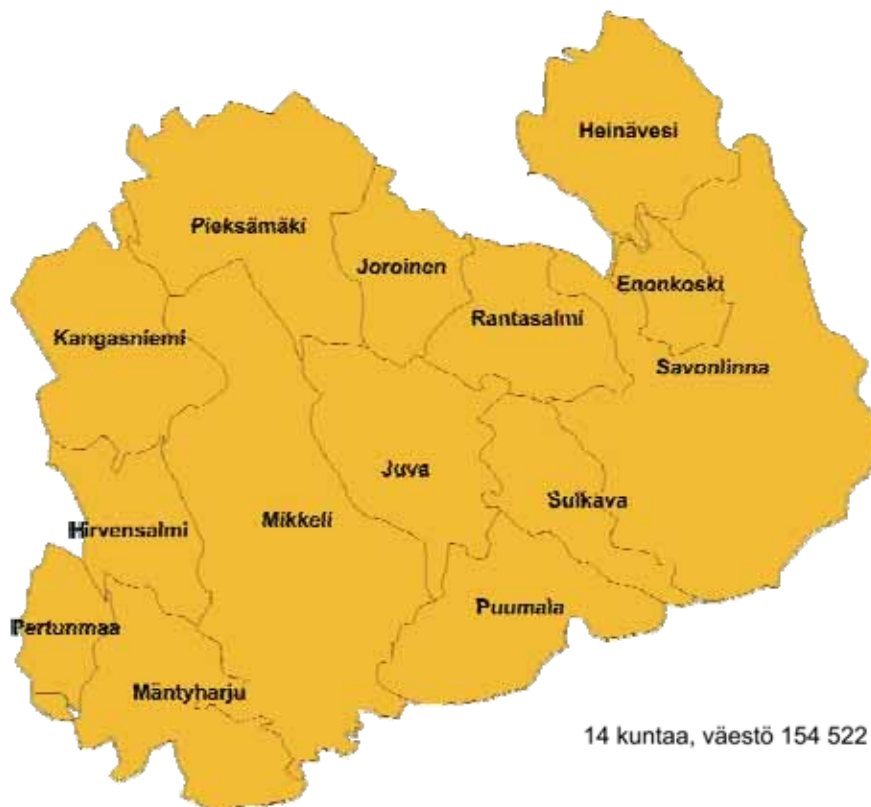 Heinävesi
Pieksämäki
Joroinen
Enonkoski
Rantasalmi
Kangasniemi
Savonlinna
Juva
Sulkava
Mikkeli
Hirvensalmi
Puumala
Pertunmaa
Mäntyharju
14 kuntaa, väestö 154 522